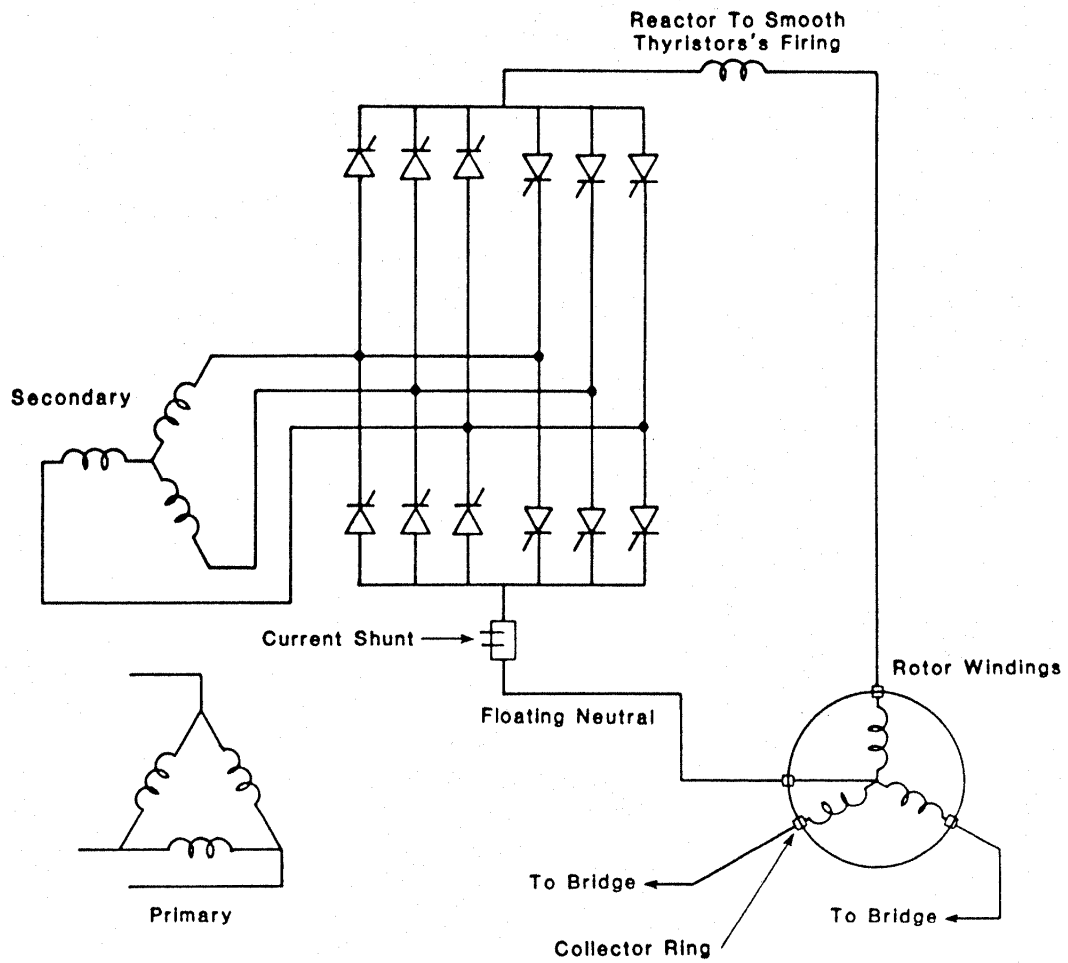 Reactor To Smooth
Thyristors's Firing
Secondary
Current Shunt
Rotor Windings
Floating Neutral
To Bridge
To Bridge
Primary
Collector Ring